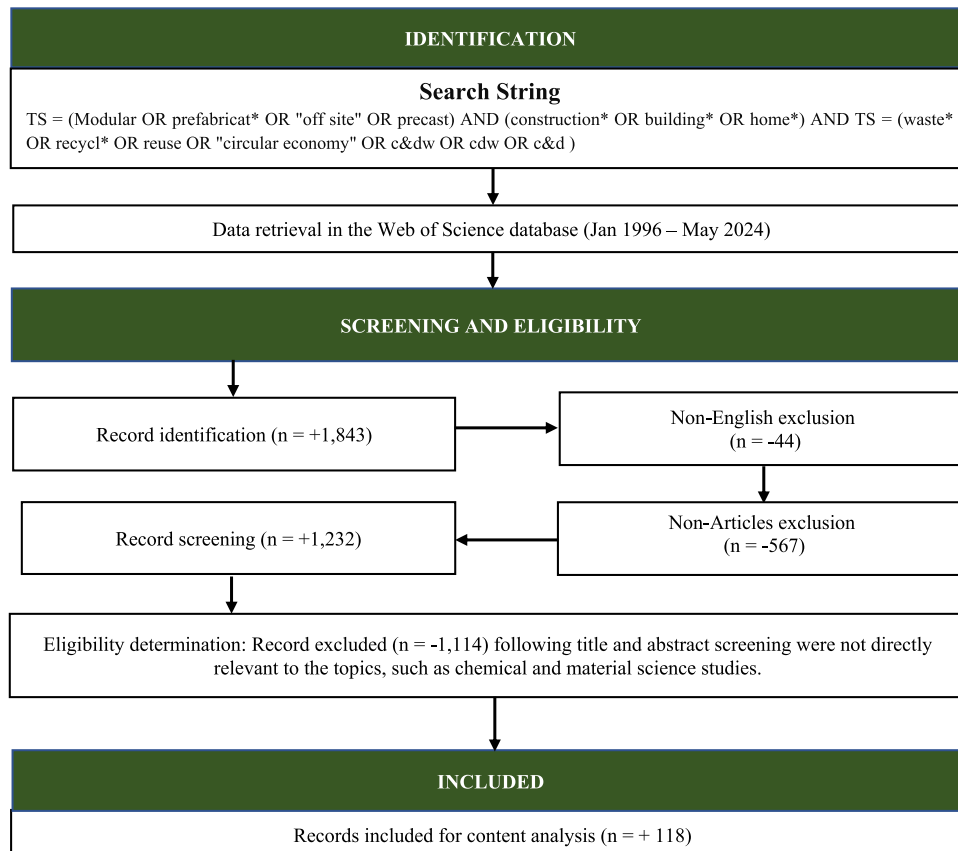 IDENTIFICATION
Search String
TS = (Modular OR prefabricat* OR "off site" OR precast) AND (construction* OR building* OR home*) AND TS = (waste*
OR recycl* OR reuse OR "circular economy" OR c&dw OR cdw OR c&d )
Data retrieval in the Web of Science database (Jan 1996 – May 2024)
SCREENING AND ELIGIBILITY
Record identification (n = +1,843)
Non-English exclusion
(n = -44)
Record screening (n = +1,232)
Non-Articles exclusion
(n = -567)
Eligibility determination: Record excluded (n = -1,114) following title and abstract screening were not directly
relevant to the topics, such as chemical and material science studies.
INCLUDED
Records included for content analysis (n = + 118)